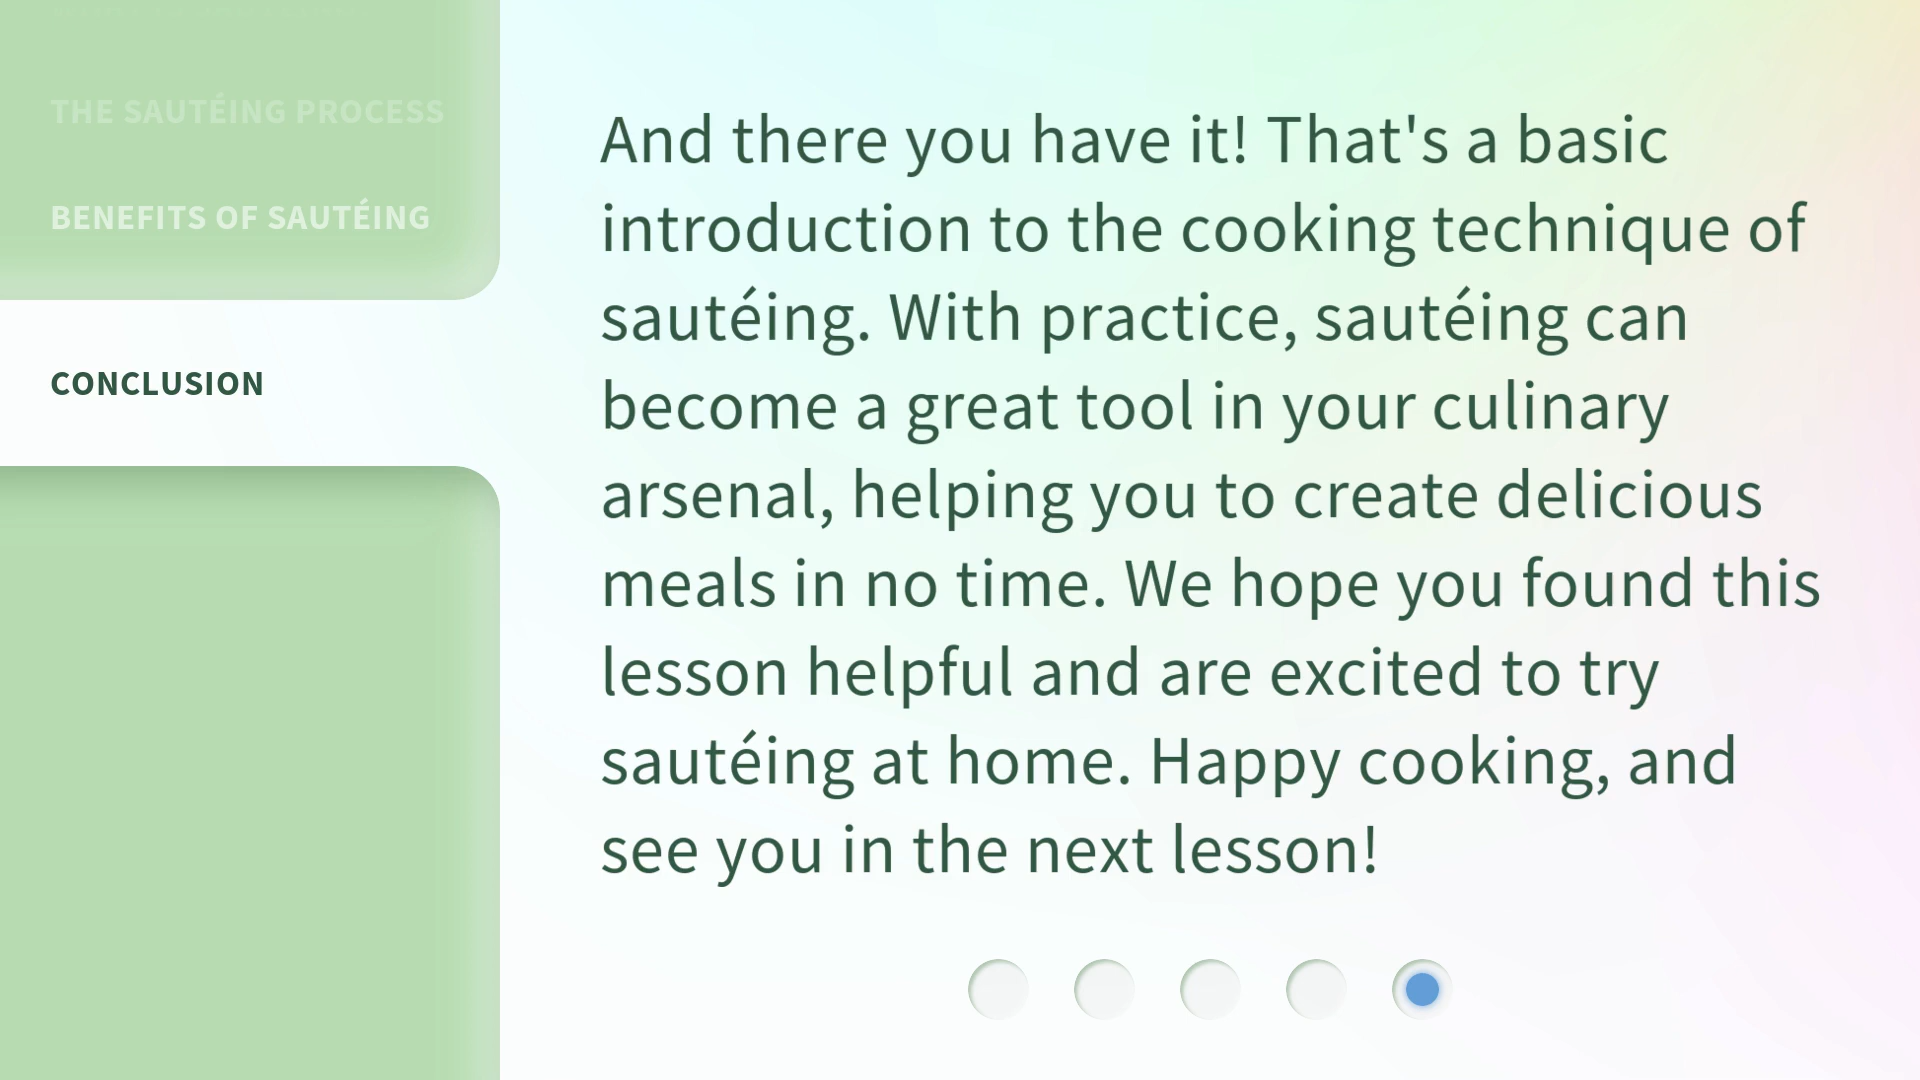 THE SAUTÉING PROCESS
BENEFITS OF SAUTÉING
CONCLUSION
And there you have it! That's a basic
introduction to the cooking technique of
sautéing. With practice, sautéing can
become a great tool in your culinary
arsenal, helping you to create delicious
meals in no time. We hope you found this
lesson helpful and are excited to try
sautéing at home. Happy cooking, and
see you in the next lesson!